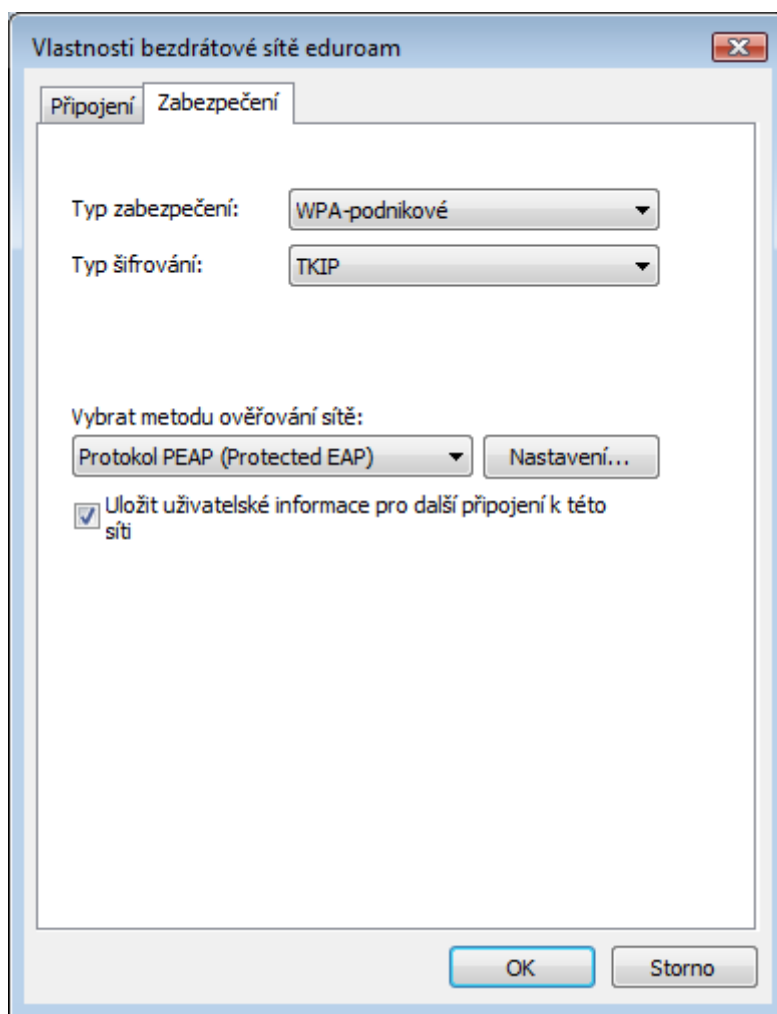 Vlastnosti bezdrátové sítě eduroam
Připojení Zabezpečení
Typ zabezpečení: WPA-podnikové
Typ šifrování: TKIP
Vybrat metodu ověřování sítě:
Protokol PEAP (Protected EAP) Nastavení...
Uložit uživatelské informace pro další připojení k této
síti
OK Storno